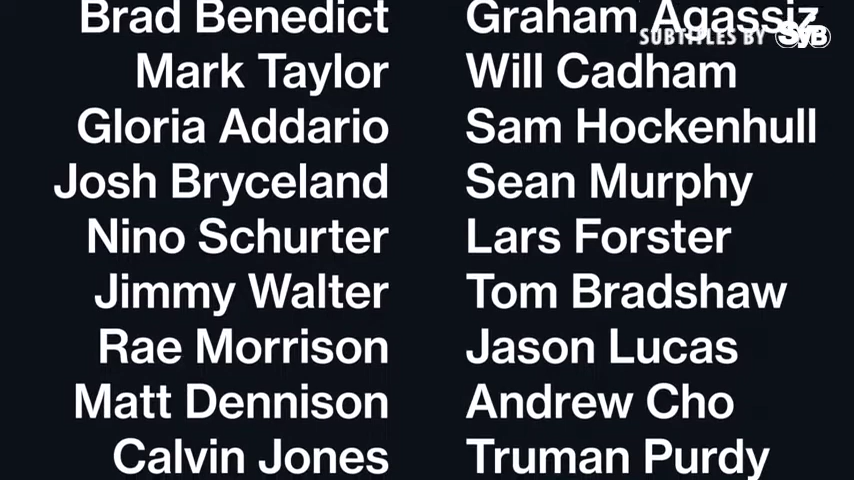 Brad Benedict Graham Agassiz
SUBTITLES BY SYB
Mark Taylor Will Cadham
Gloria Addario Sam Hockenhull
Josh Bryceland Sean Murphy
Nino Schurter Lars Forster
Jimmy Walter Tom Bradshaw
Rae Morrison Jason Lucas
Matt Dennison Andrew Cho
Calvin Jones Truman Purdy